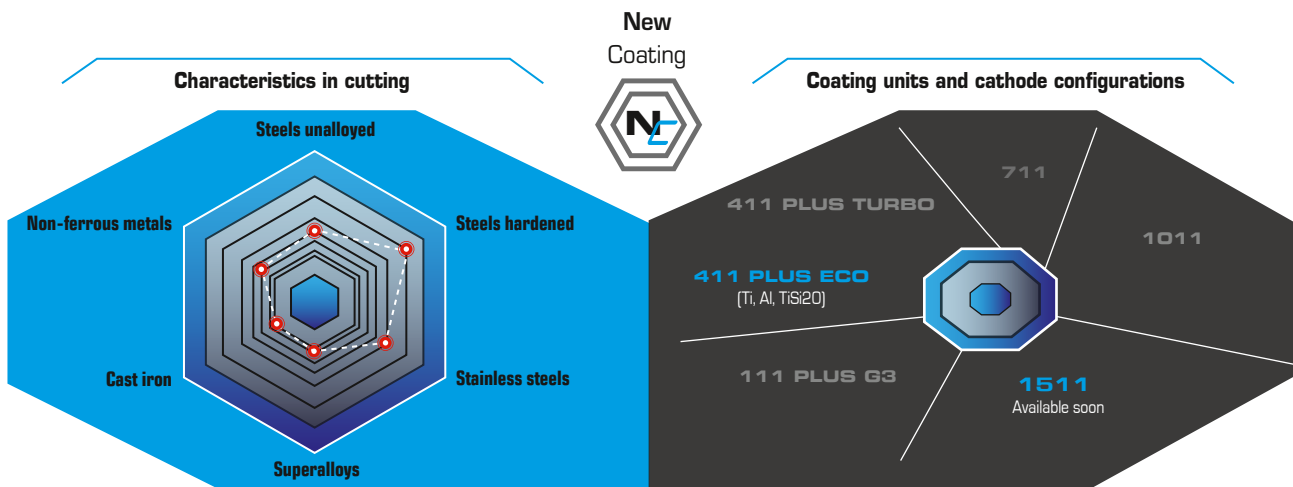 New
Coating
NC
Characteristics in cutting
Steels unalloyed
Non-ferrous metals
Steels hardened
Cast iron
Stainless steels
Superalloys
Coating units and cathode configurations
711
411 PLUS TURBO
1011
411 PLUS ECO
(Ti, Al, TiSi20)
111 PLUS G3
1511
Available soon